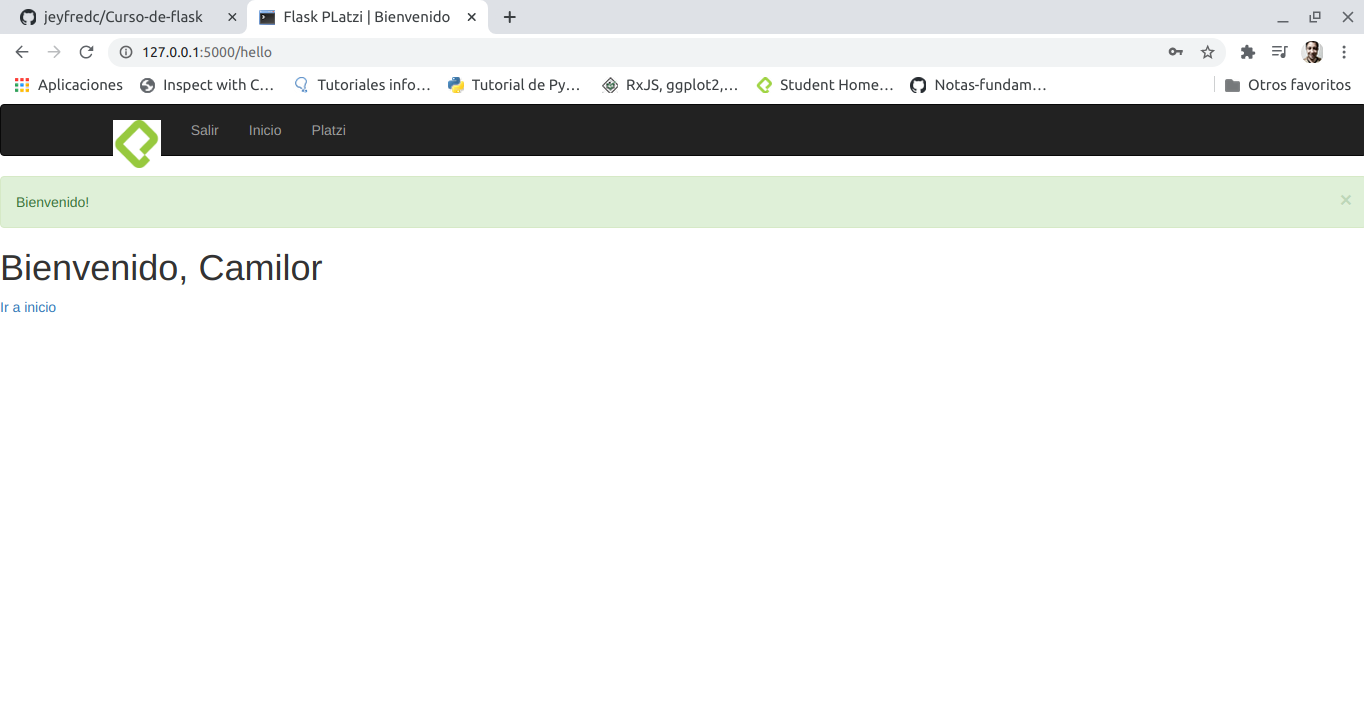 jeyfredc/Curso-de-flask
Flask PLatzi | Bienvenido
127.0.0.1:5000/hello
Aplicaciones Inspect with C… Tutoriales info… Tutorial de Py… RxJS, ggplot2,… Student Home… Notas-fundam… Otros favoritos
Salir Inicio Platzi
Bienvenido! ×
Bienvenido, Camilor
Ir a inicio